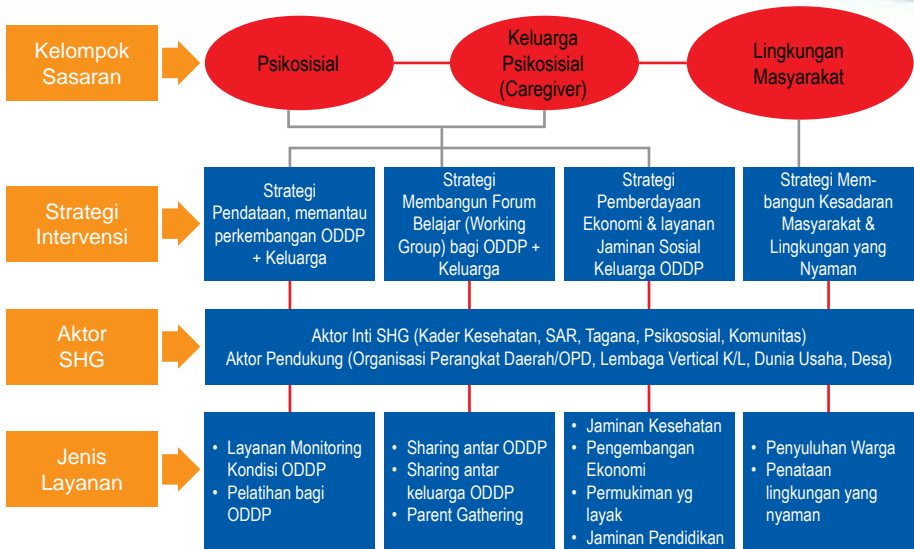 Kelompok
Sasaran
Psikosisial
Keluarga
Psikosisial
(Caregiver)
Lingkungan
Masyarakat
Strategi
Intervensi
Strategi
Pendataan, memantau
perkembangan ODDP
+ Keluarga
Strategi
Membangun Forum
Belajar (Working
Group) bagi ODDP +
Keluarga
Strategi
Pemberdayaan
Ekonomi & layanan
Jaminan Sosial
Keluarga ODDP
Strategi Mem-
bangun Kesadaran
Masyarakat &
Lingkungan yang
Nyaman
Aktor
SHG
Aktor Inti SHG (Kader Kesehatan, SAR, Tagana, Psikososial, Komunitas)
Aktor Pendukung (Organisasi Perangkat Daerah/OPD, Lembaga Vertical K/L, Dunia Usaha, Desa)
Jenis
Layanan
• Layanan Monitoring
Kondisi ODDP
• Pelatihan bagi
ODDP
• Sharing antar ODDP
• Sharing antar
keluarga ODDP
• Parent Gathering
• Jaminan Kesehatan
• Pengembangan
Ekonomi
• Permukiman yg
layak
• Jaminan Pendidikan
• Penyuluhan Warga
• Penataan
lingkungan yang
nyaman